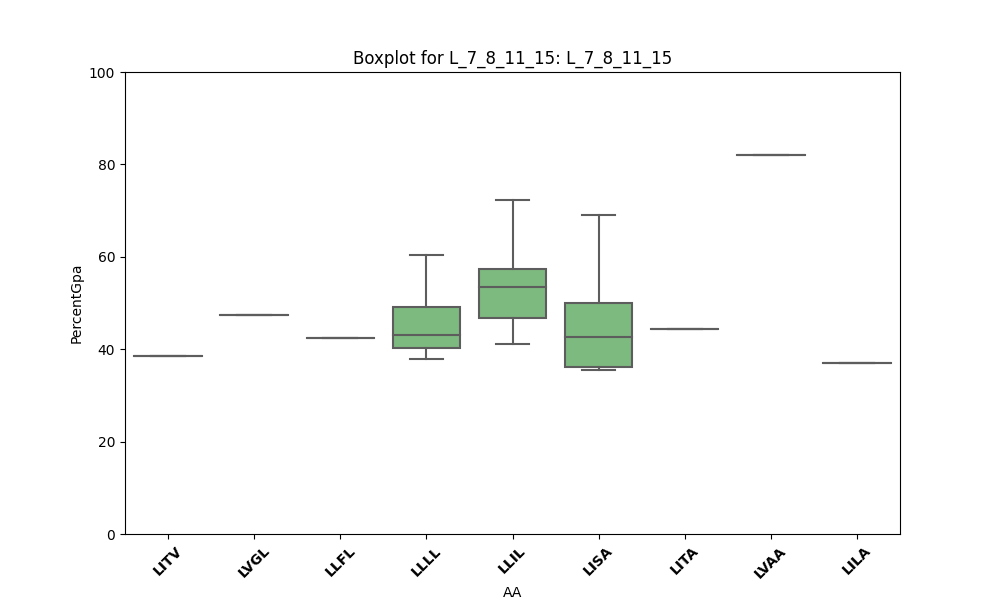 Boxplot for L_7_8_11_15: L_7_8_11_15
100
80
60
40
20
0
PercentGpa
LITV
LVGL
LLFL
LLLL
LLIL
LISA
LITA
LVAA
LILA
AA